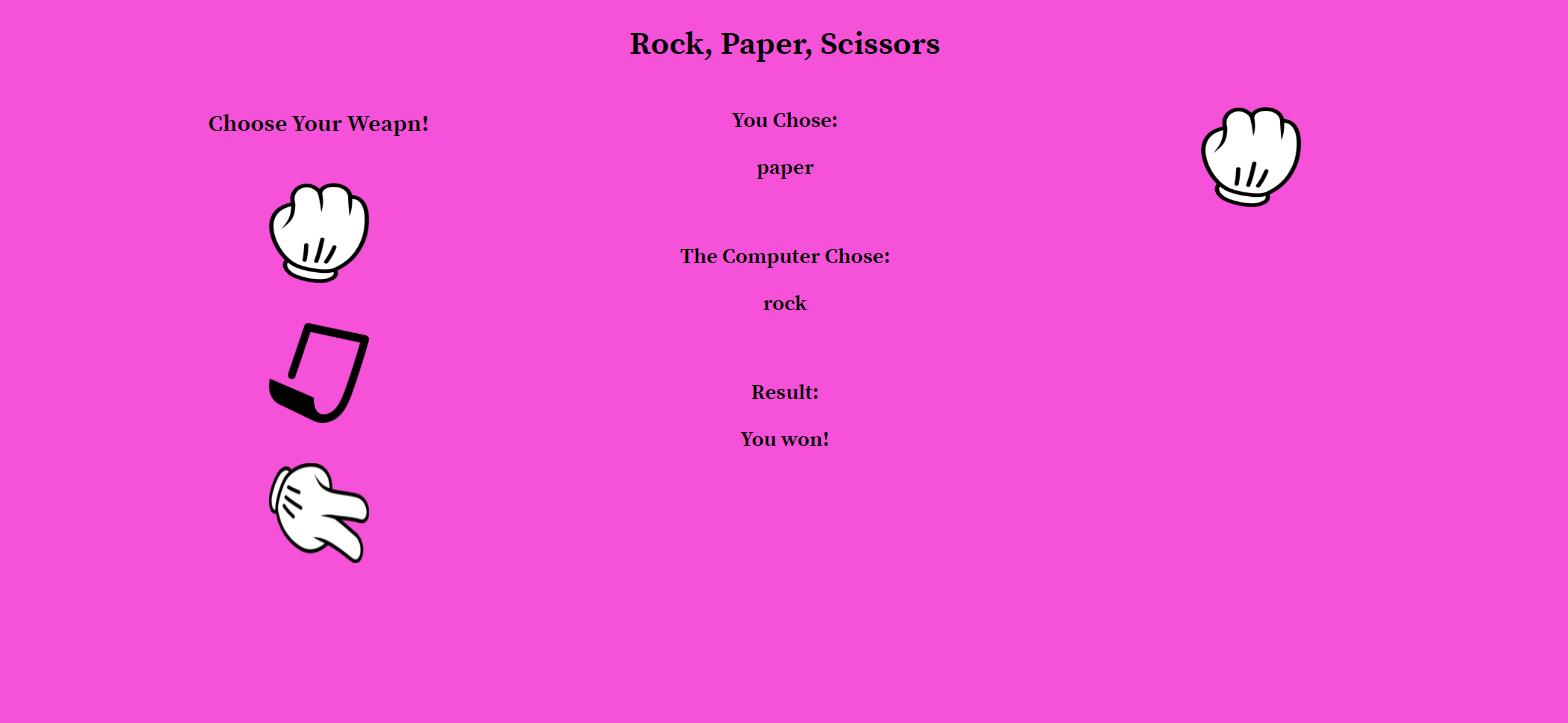 Rock, Paper, Scissors
Choose Your Weapn!
You Chose:
paper
The Computer Chose:
rock
Result:
You won!